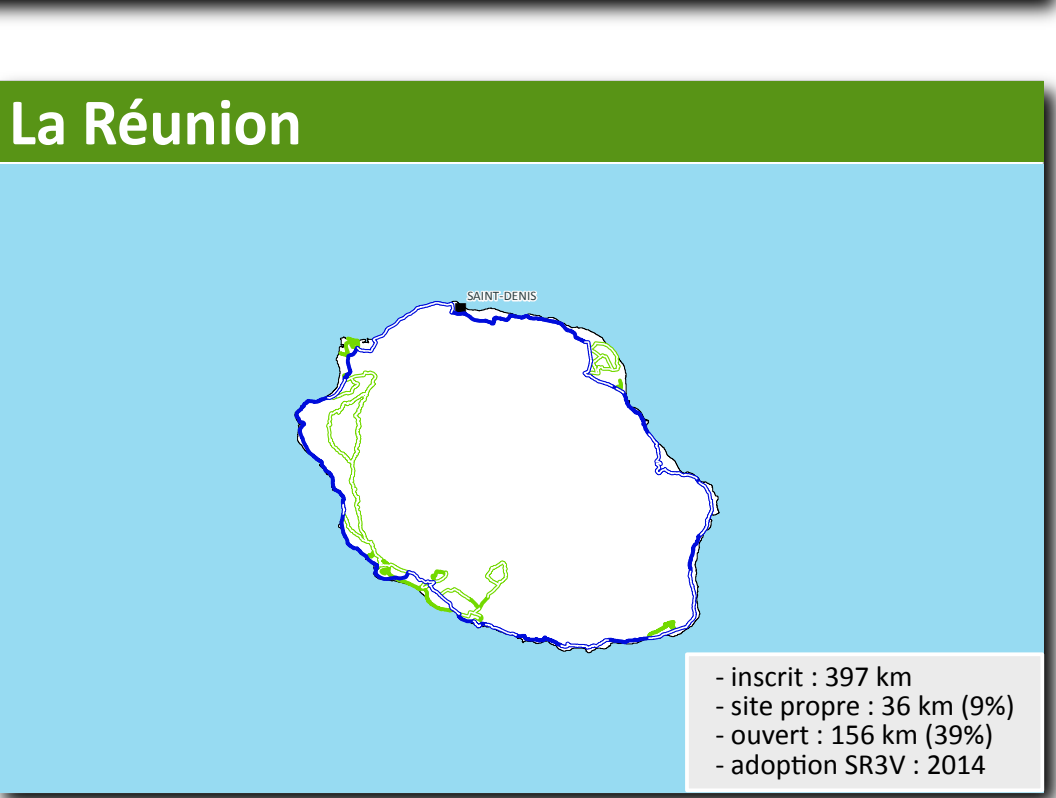 La Réunion
SAINT-DENIS
- inscrit : 397 km
- site propre : 36 km (9%)
- ouvert : 156 km (39%)
- adoption SR3V : 2014